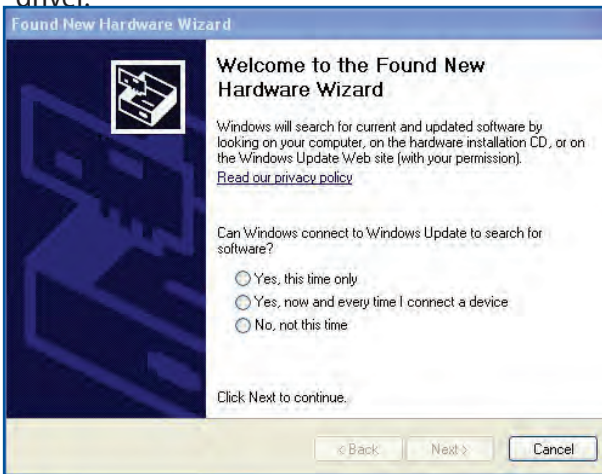 driver.
Found New Hardware Wizard
Welcome to the Found New
Hardware Wizard
Windows will search for current and updated software by
looking on your computer, on the hardware installation CD, or on
the Windows Update Web site (with your permission).
Read our privacy policy
Can Windows connect to Windows Update to search for
software?
Yes, this time only
Yes, now and every time I connect a device
No, not this time
Click Next to continue.
< Back Next > Cancel